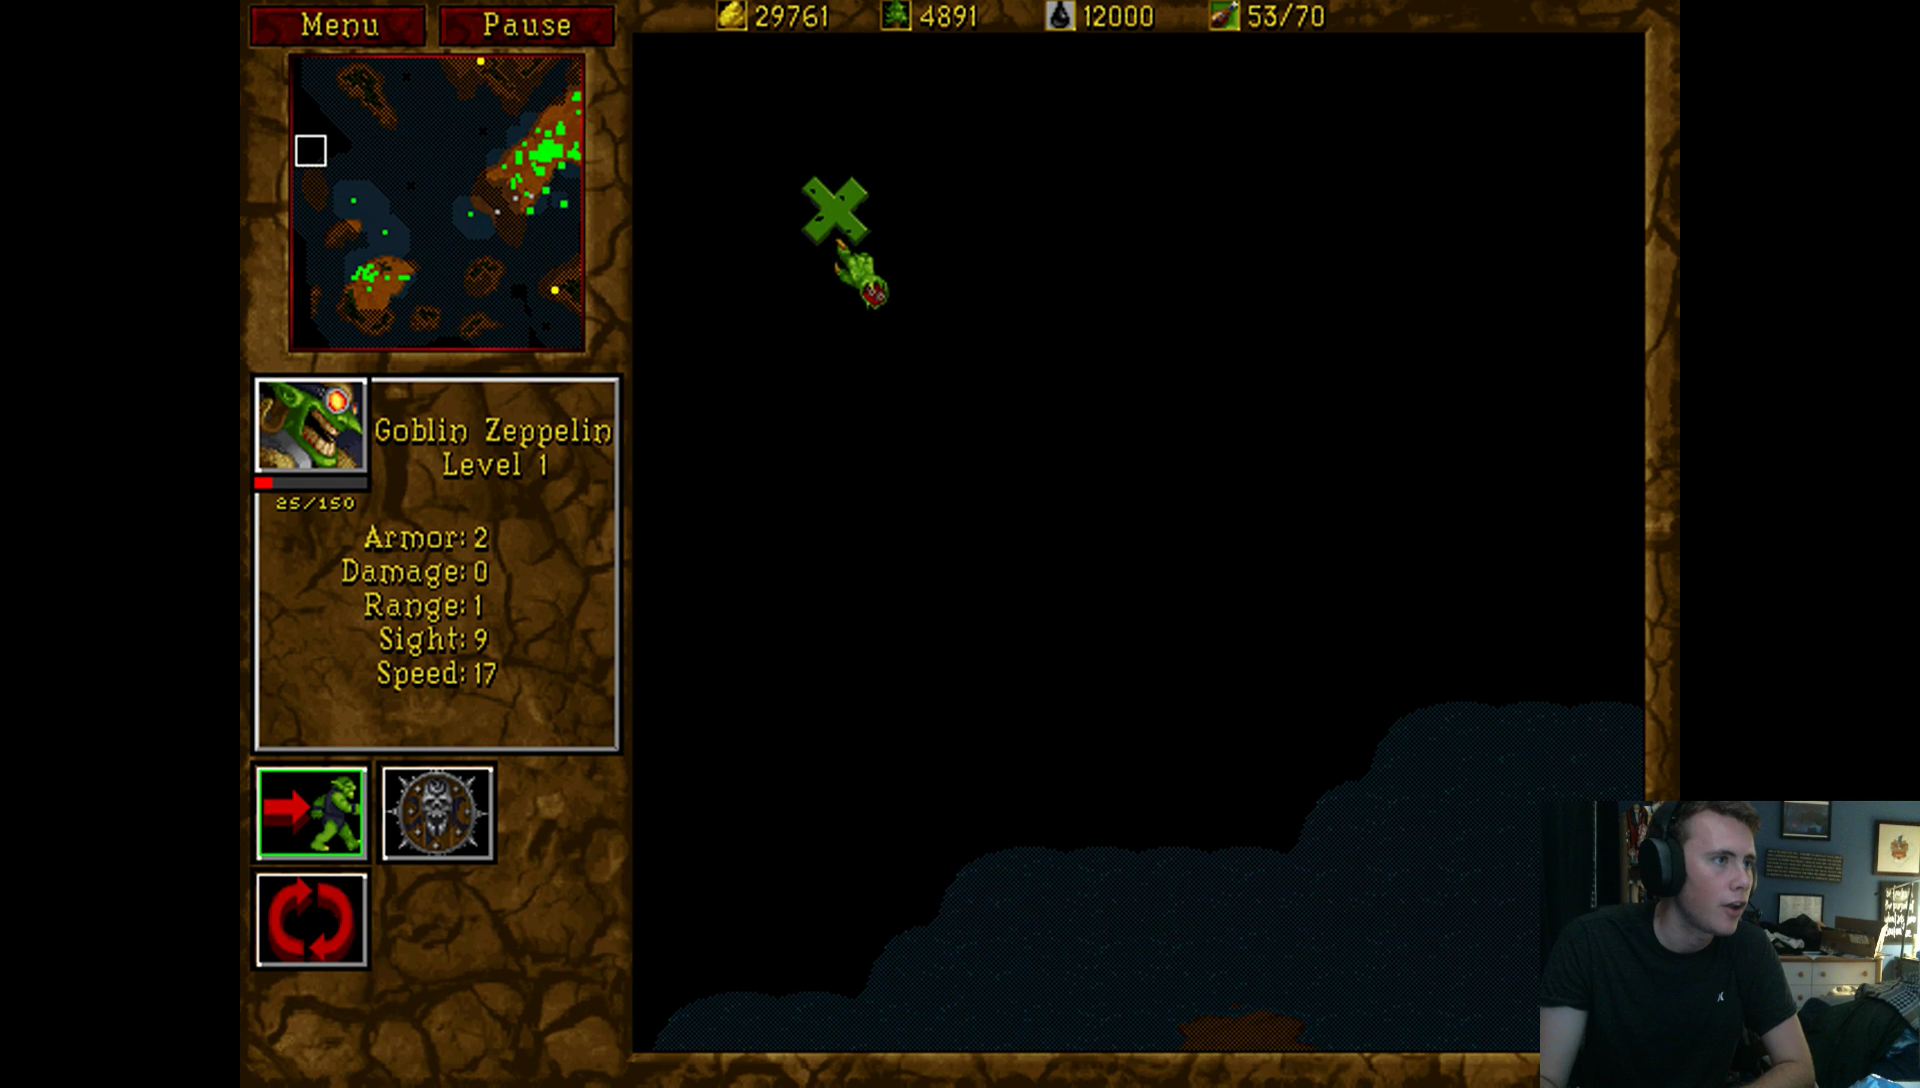 Menu
Pause
29761
4891
12000
53/70
Goblin Zeppelin
Level 1
25/150
Armor: 2
Damage: 0
Range: 1
Sight: 9
Speed: 17